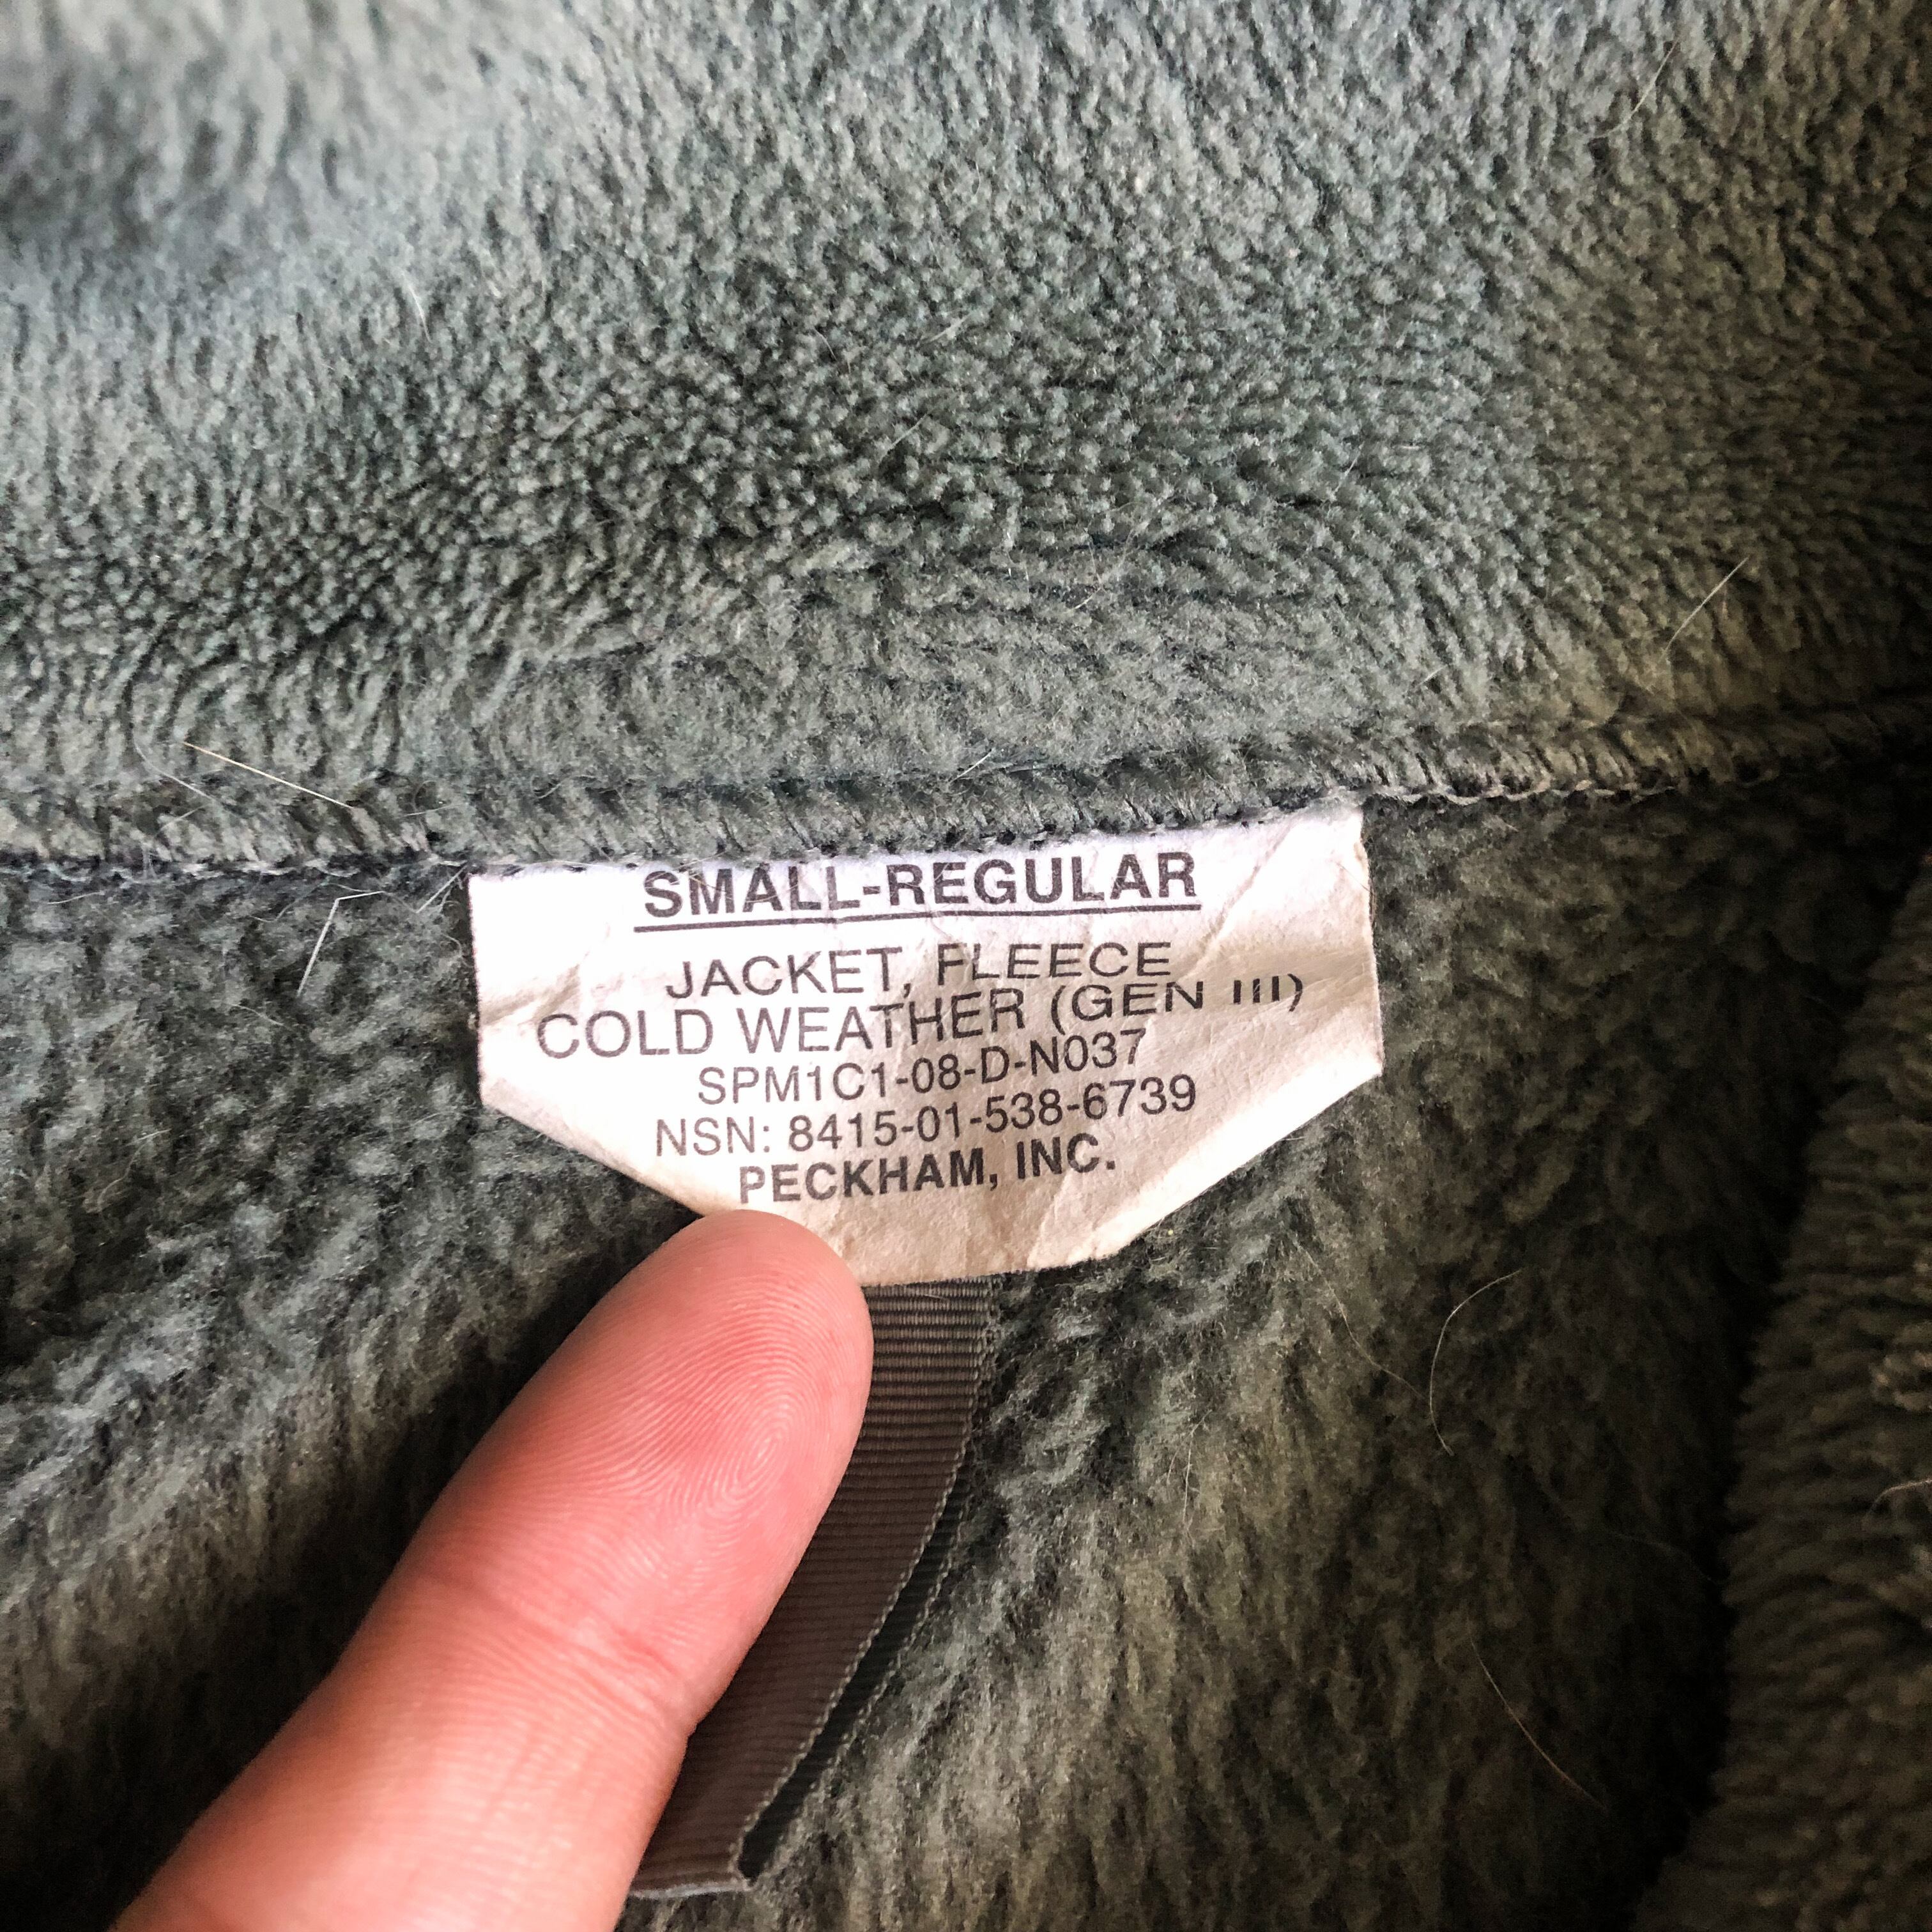 SMALL-REGULAR
JACKET, FLEECE
COLD WEATHER (GEN III)
SPM1C1-08-D-N037
NSN: 8415-01-538-6739
PECKHAM, INC.